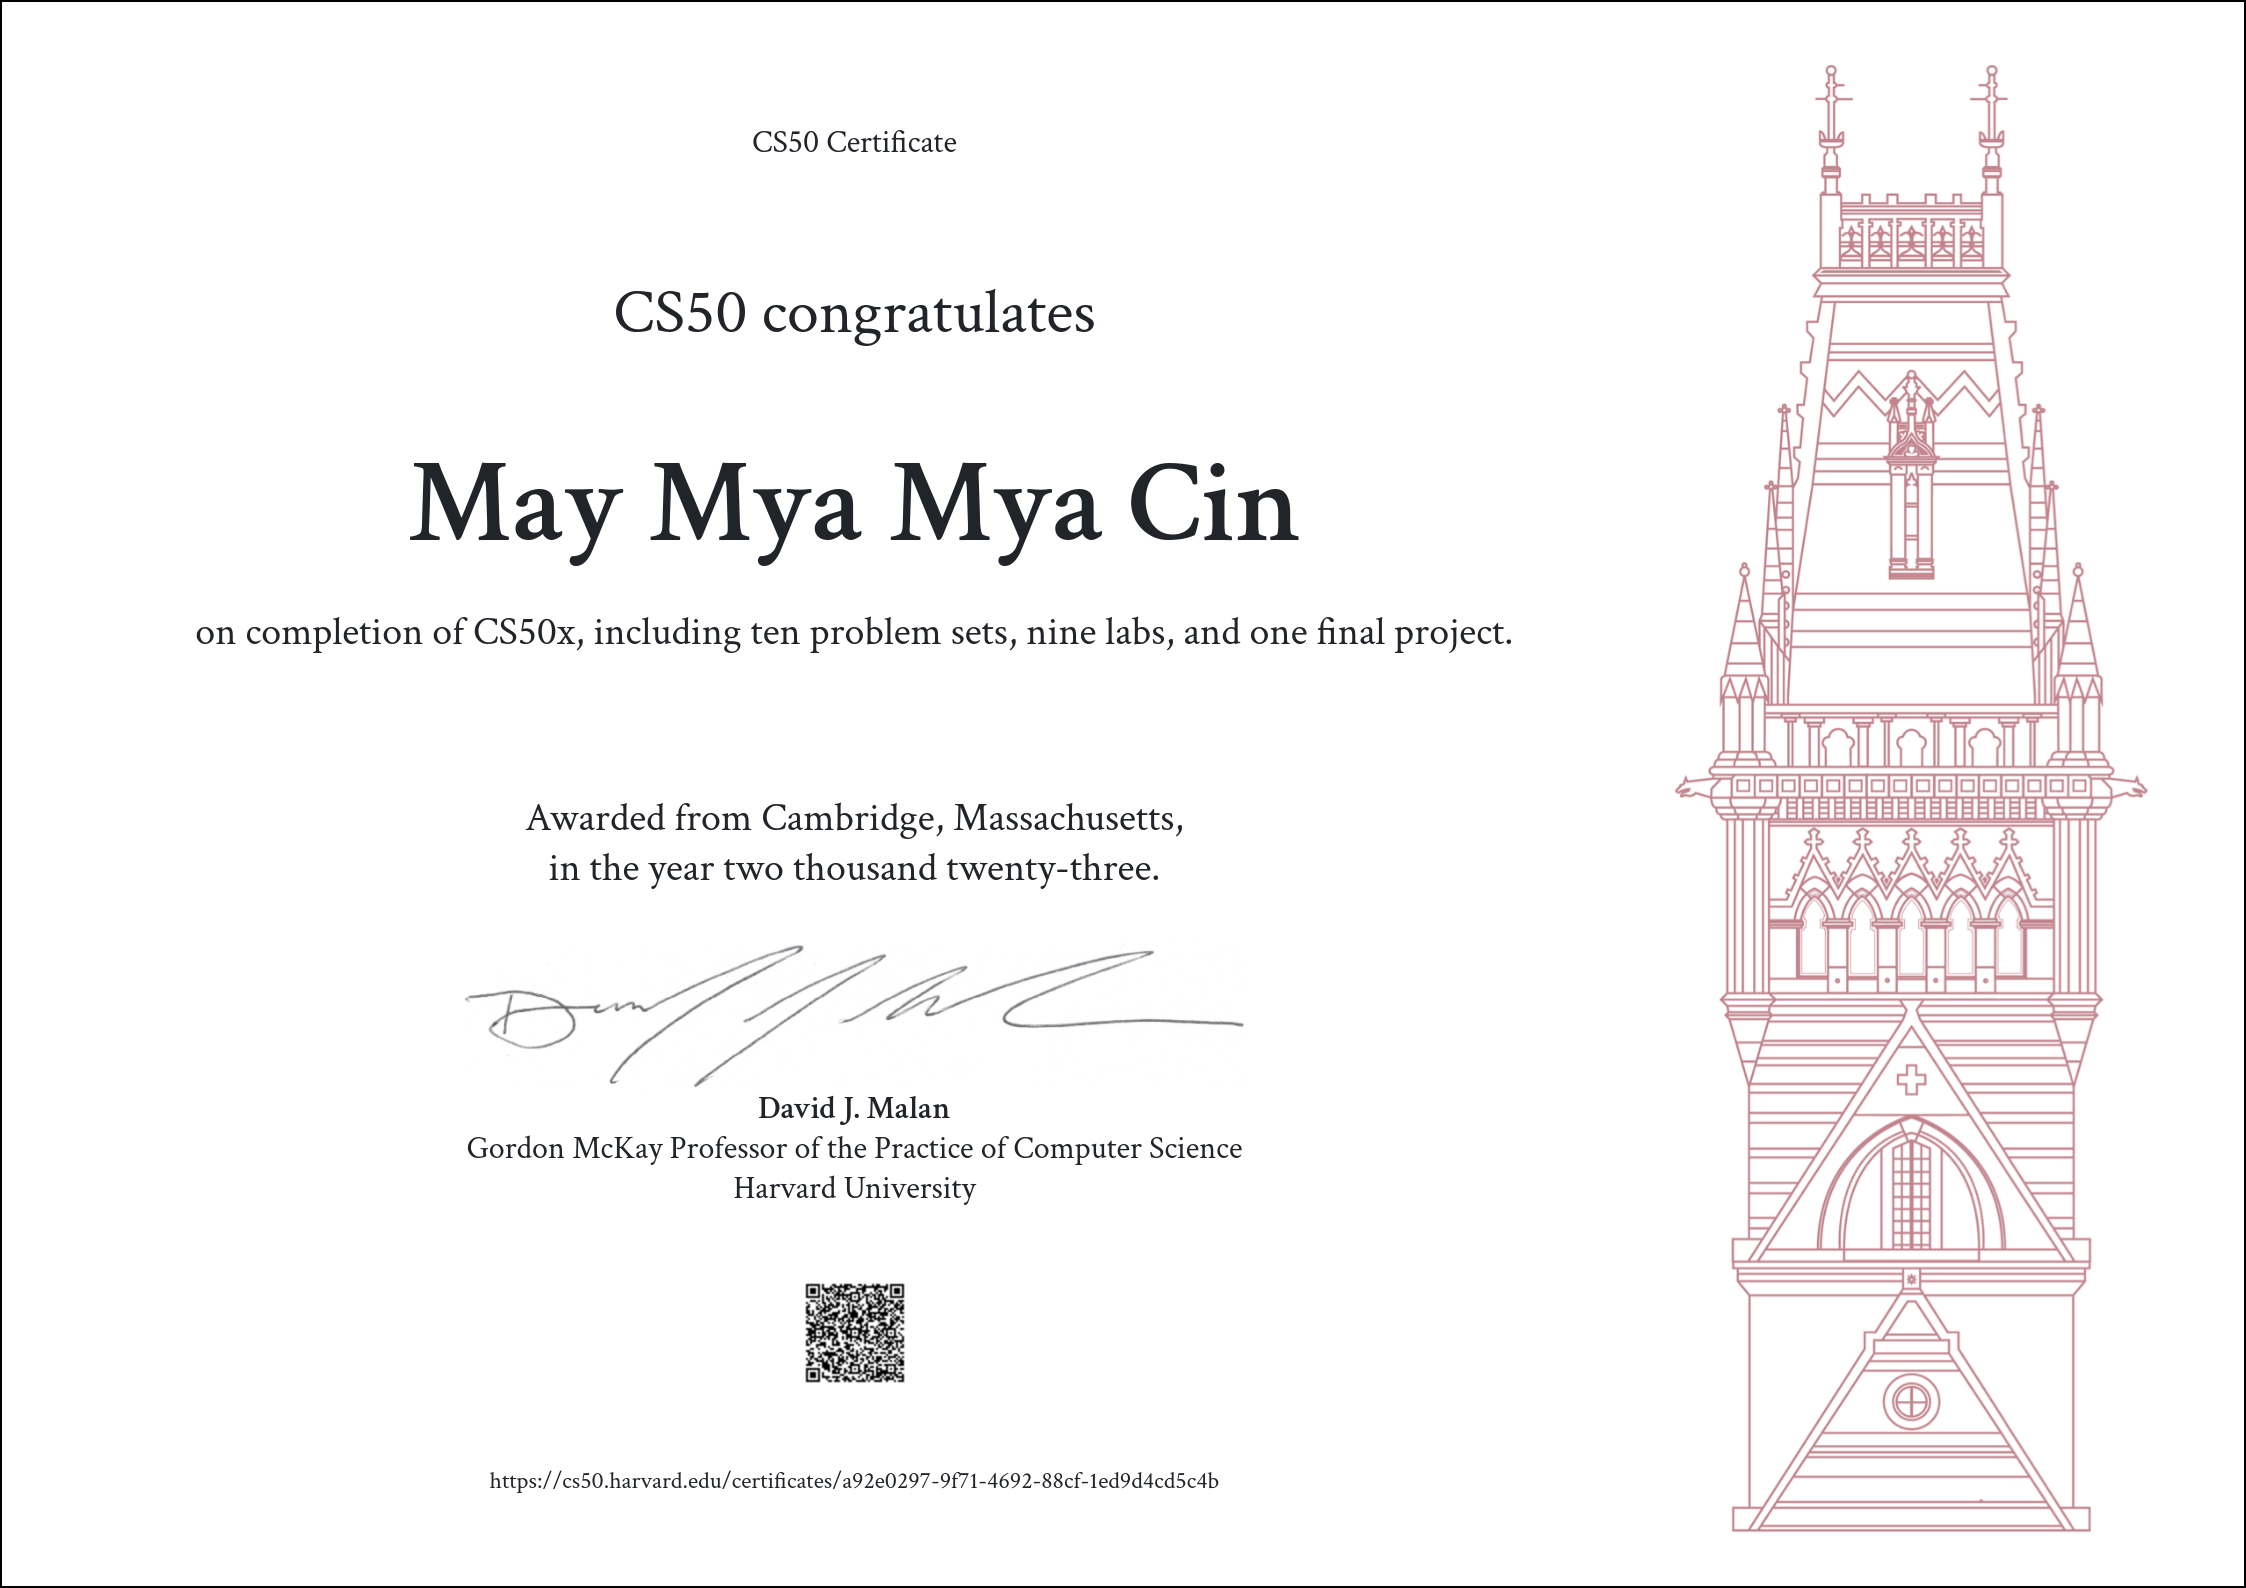 CS50 Certificate
CS50 congratulates
May Mya Mya Cin
on completion of CS50x, including ten problem sets, nine labs, and one final project.
Awarded from Cambridge, Massachusetts,
in the year two thousand twenty-three.
David J. Malan
Gordon McKay Professor of the Practice of Computer Science
Harvard University
https://cs50.harvard.edu/certificates/a92e0297-9f71-4692-88cf-1ed9d4cd5c4b